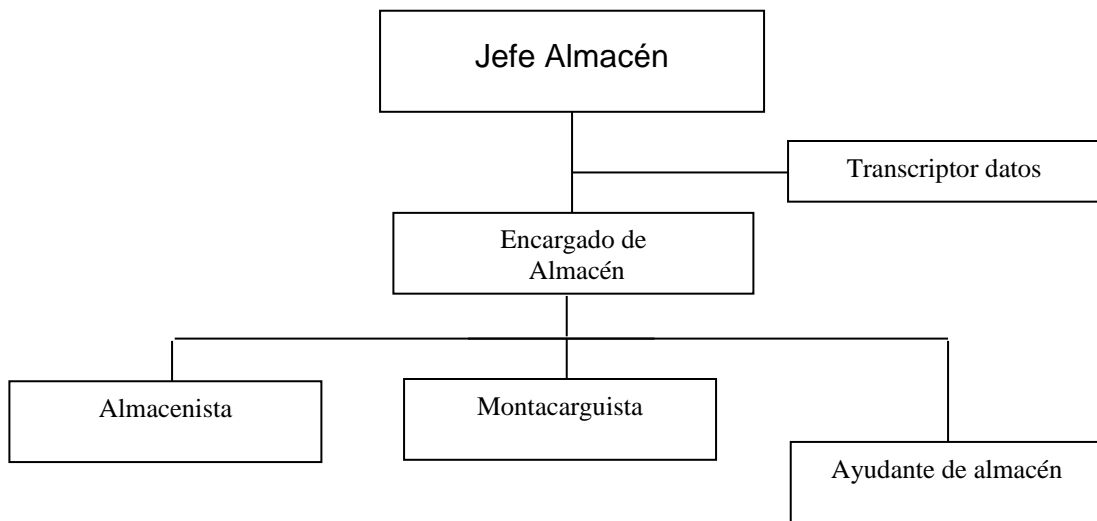 Jefe Almacén
Transcriptor datos
Encargado de
Almacén
Almacenista
Montacarguista
Ayudante de almacén